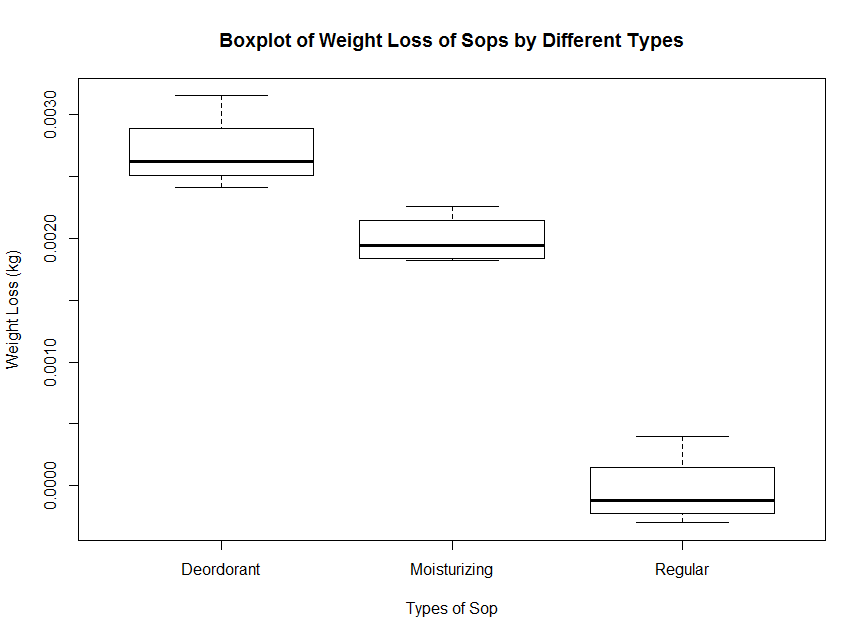 Boxplot of Weight Loss of Sops by Different Types
Weight Loss (kg)
0.0030
0.0020
0.0010
0.0000
Deordorant Moisturizing Regular
Types of Sop